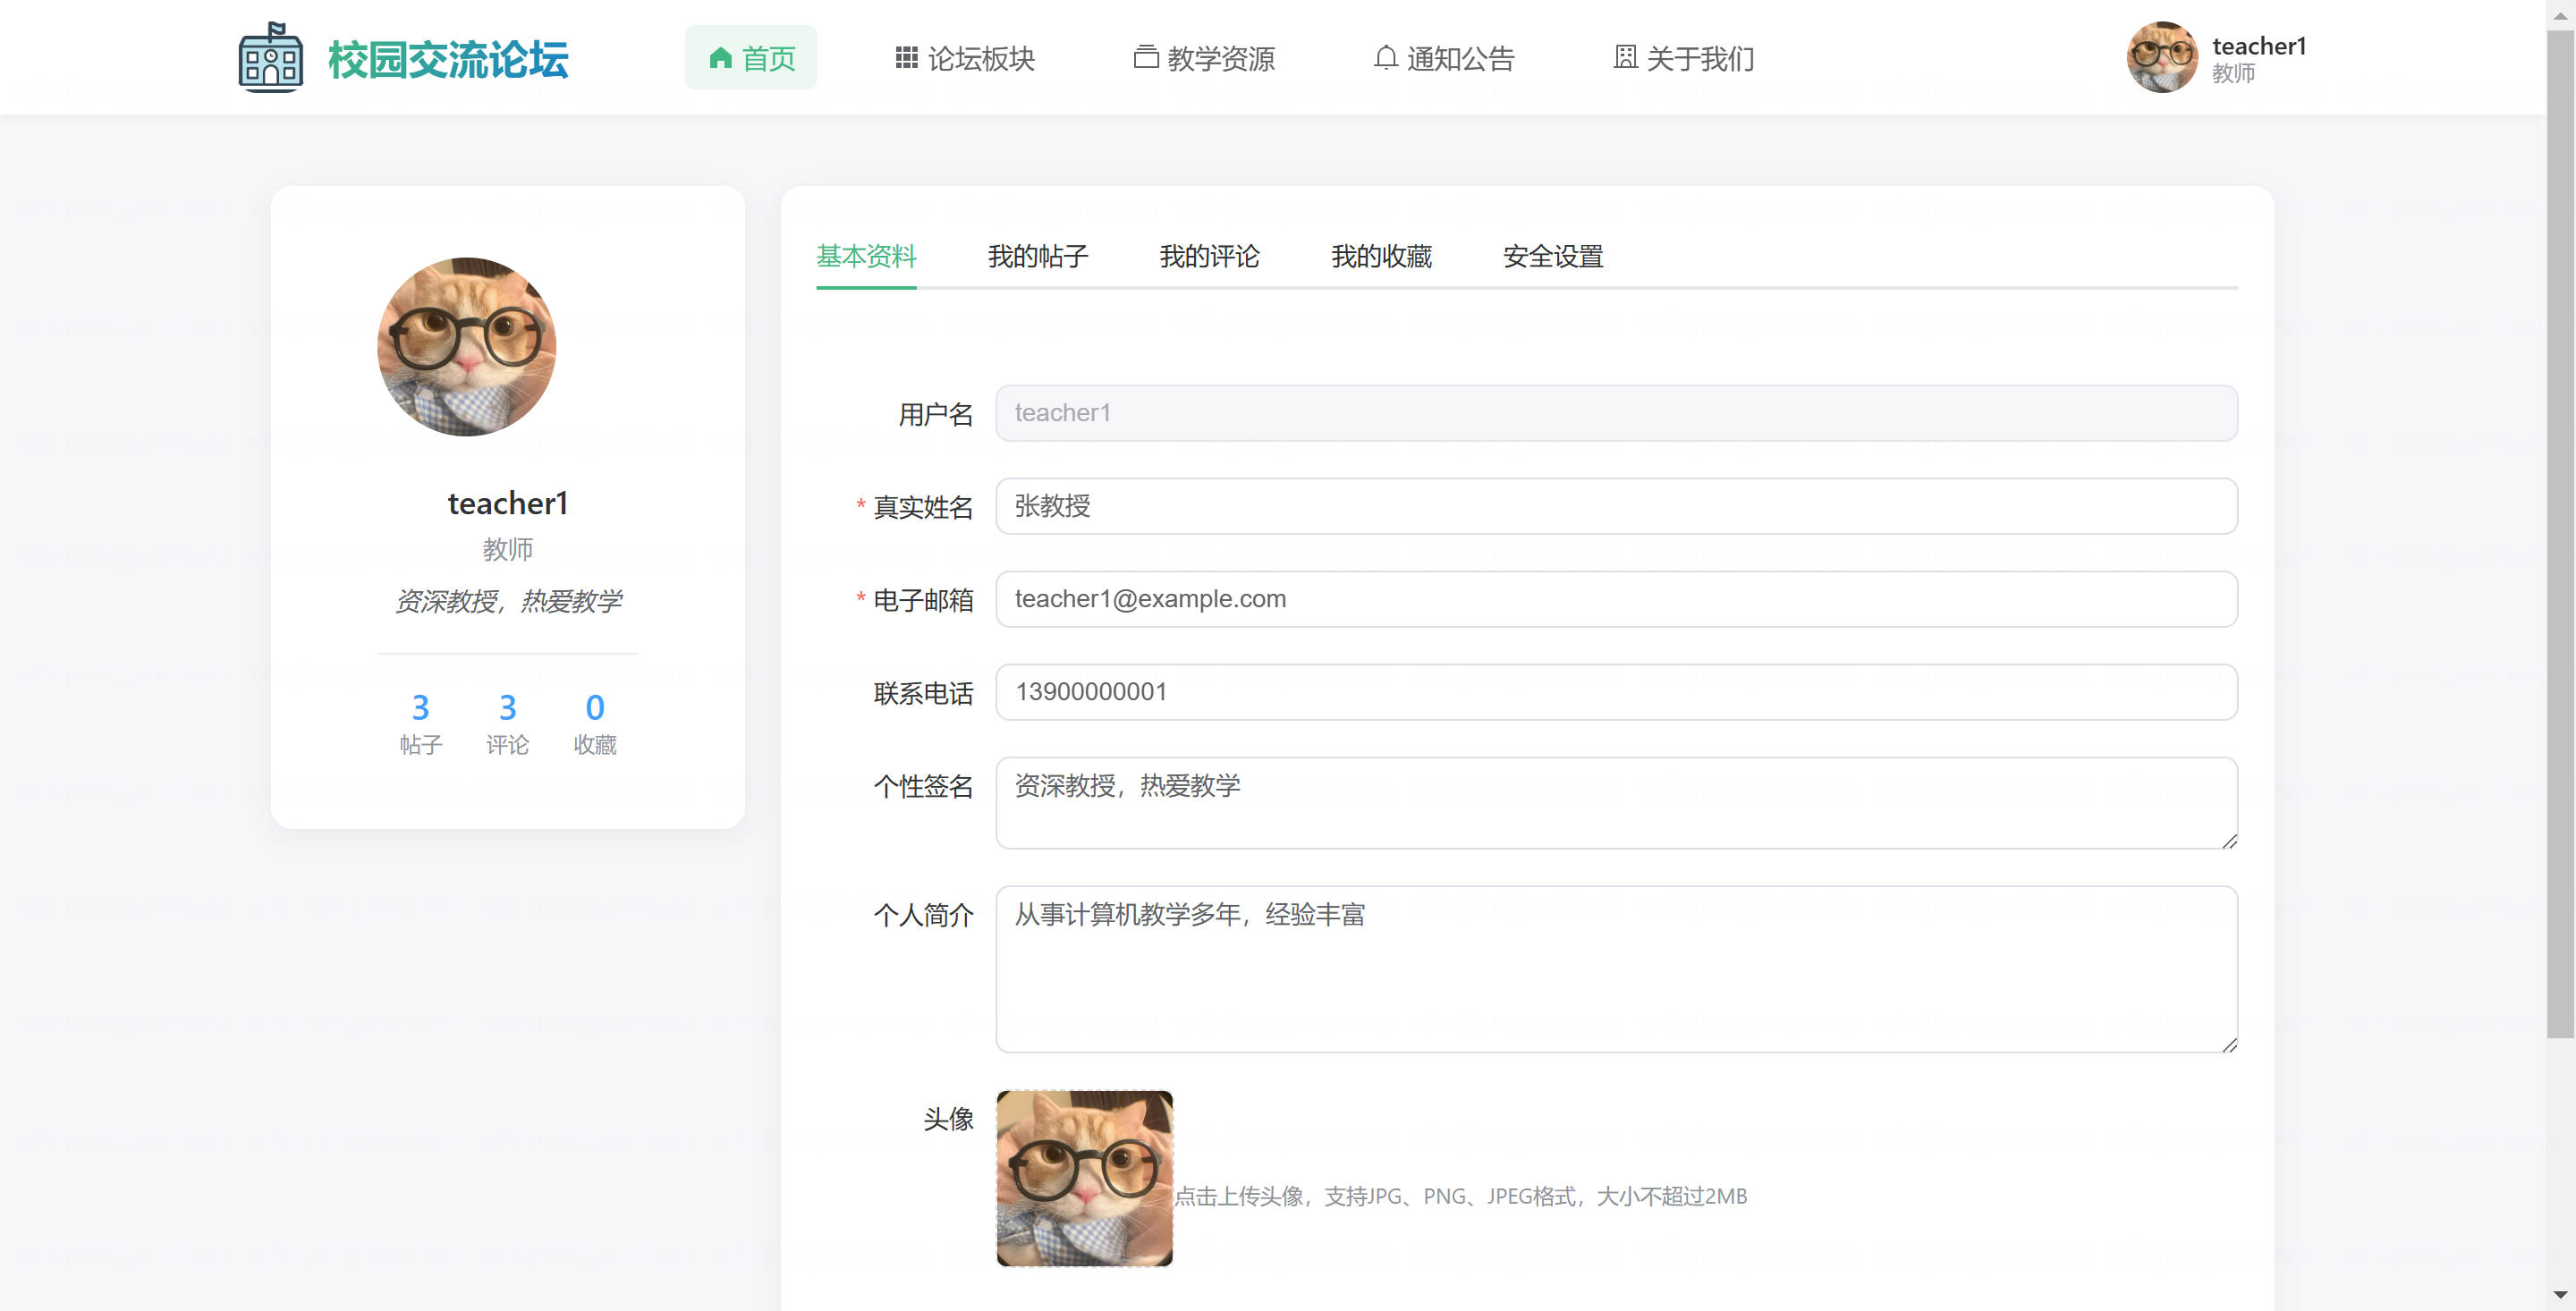 校园交流论坛
首页
论坛板块
教学资源
通知公告
关于我们
teacher1
教师
teacher1
教师
资深教授，热爱教学
3 3 0
帖子 评论 收藏
基本资料 我的帖子 我的评论 我的收藏 安全设置
用户名 teacher1
* 真实姓名 张教授
* 电子邮箱 teacher1@example.com
联系电话 13900000001
个性签名 资深教授，热爱教学
个人简介 从事计算机教学多年，经验丰富
头像
点击上传头像，支持JPG、PNG、JPEG格式，大小不超过2MB